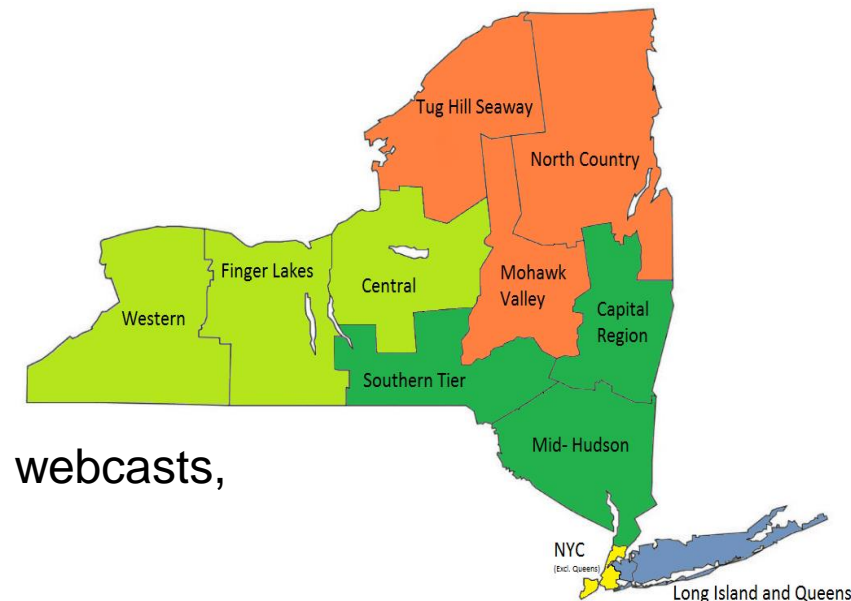 Tug Hill Seaway
North Country
Finger Lakes
Central
Mohawk
Valley
Western
Capital
Region
Southern Tier
Mid- Hudson
webcasts,
NYC
(Excl. Queens)
Long Island and Queens